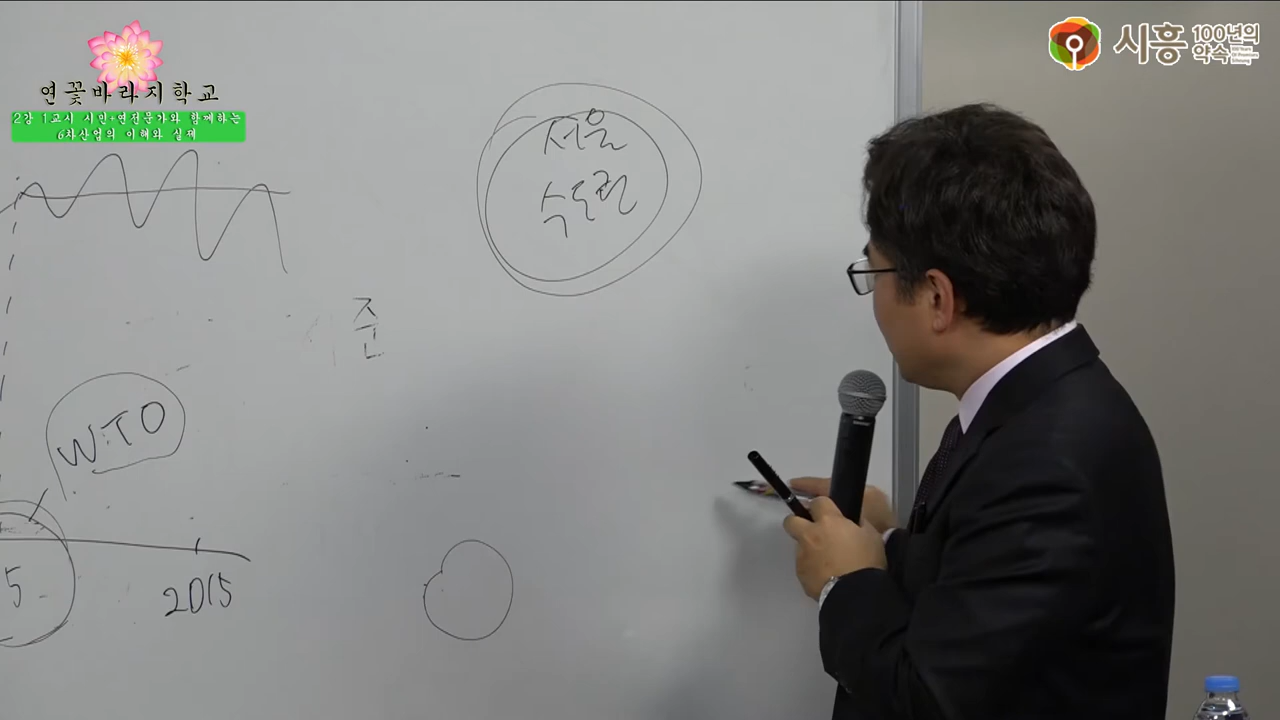 연꽃바라지학교
2강 1교시 시민+연전문가와 함께하는
6차산업의 이해와 실제
시흥 100년의
약속
서울
수도권
준
WTO
5
2015